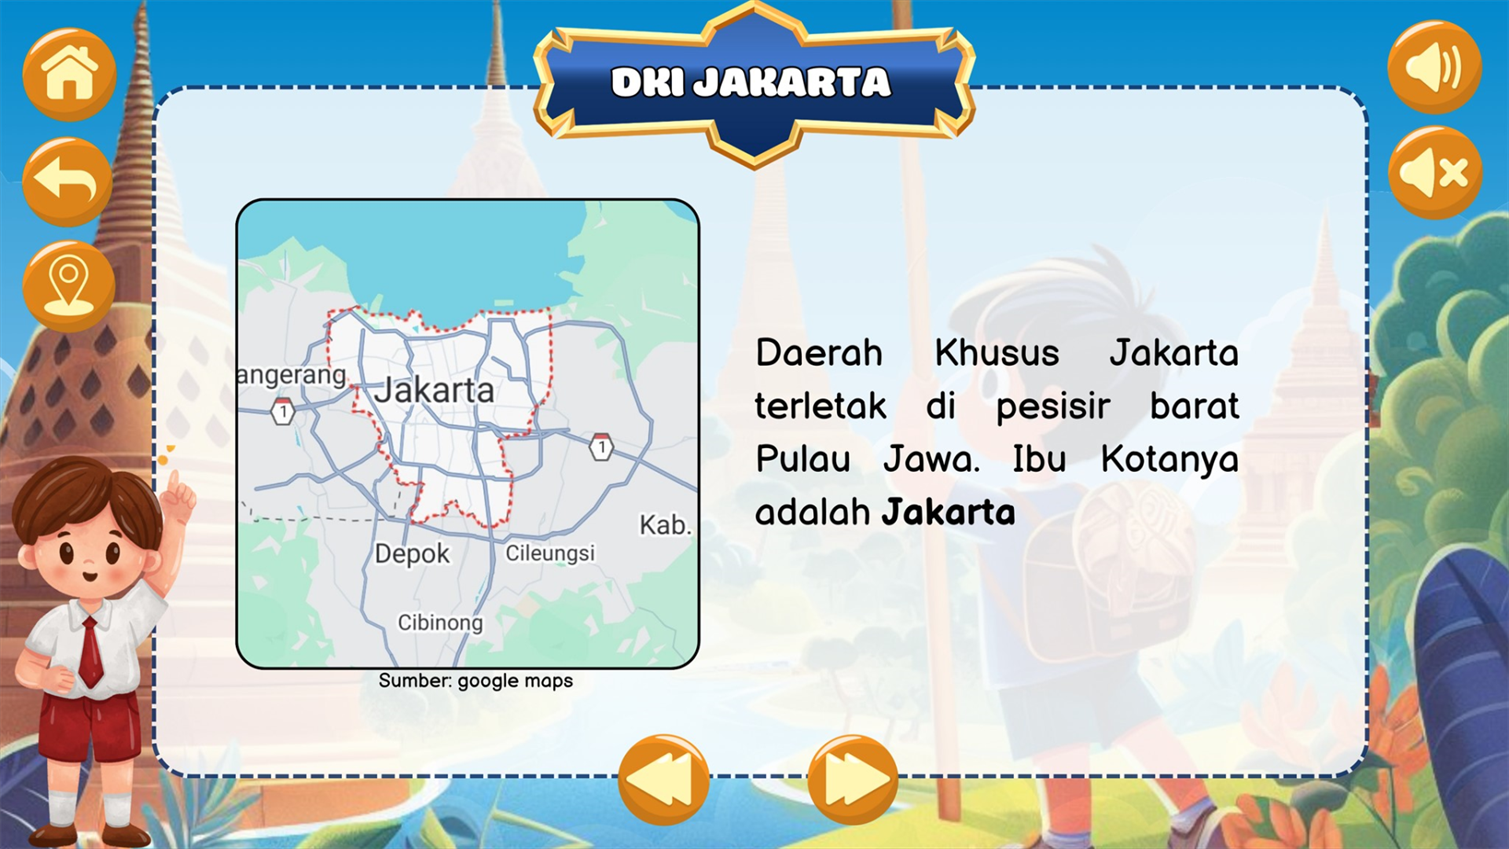 DKI JAKARTA
angerang
1
Jakarta
1
Kab.
Depok
Cileungsi
Cibinong
Sumber: google maps
Daerah Khusus Jakarta
terletak di pesisir barat
Pulau Jawa. Ibu Kotanya
adalah Jakarta